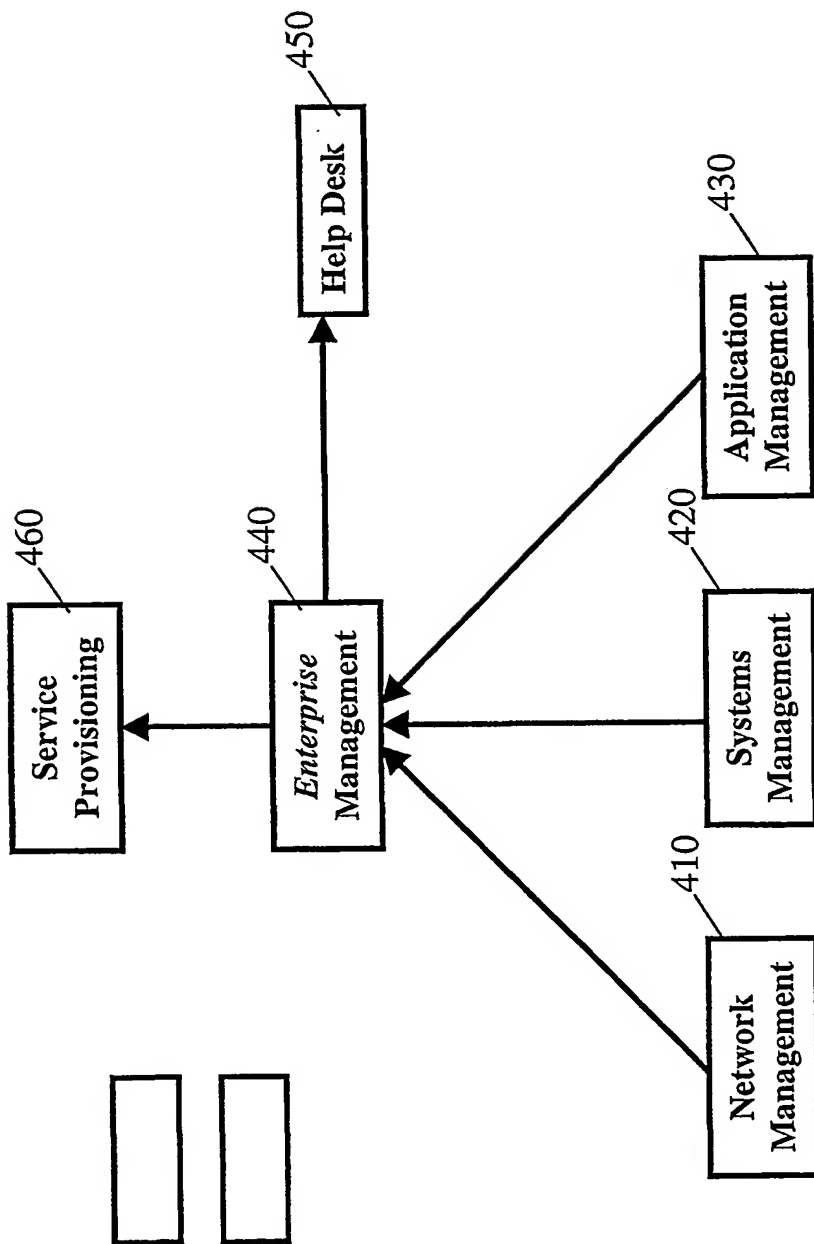 460
Service
Provisioning
440
Enterprise
Management
450
Help Desk
410
Network
Management
420
Systems
Management
430
Application
Management